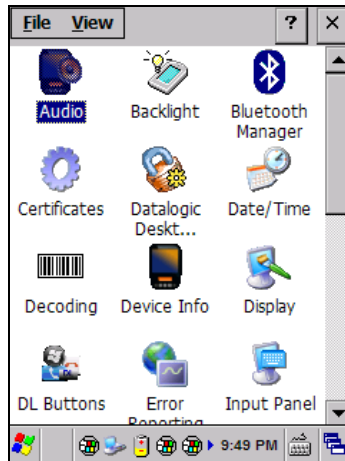 File View ? ×
Audio Backlight Bluetooth
Manager
Certificates Datalogic Date/Time
Deskt...
Decoding Device Info Display
DL Buttons Error Input Panel
Reporting
9:49 PM